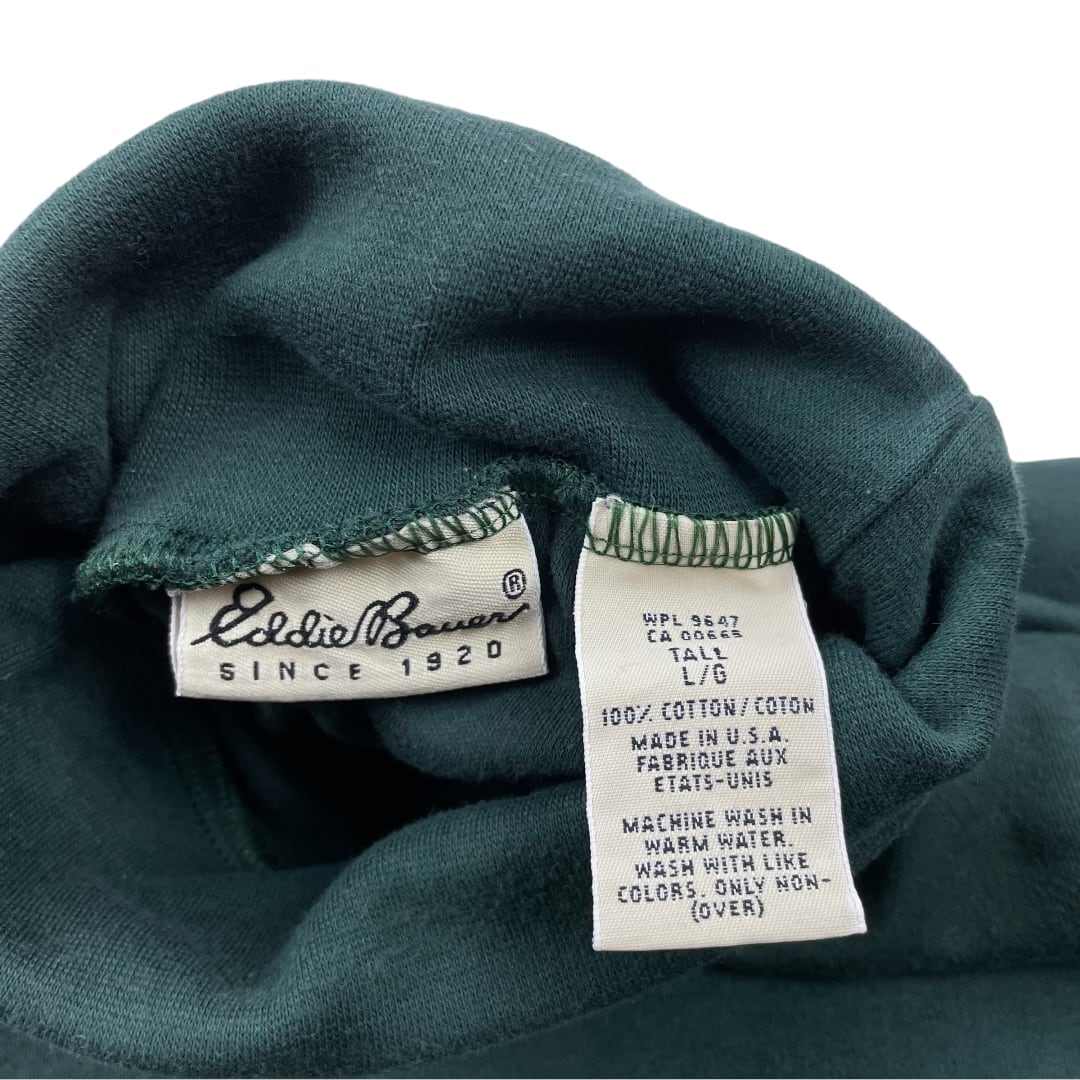 Eddie Bauer ®
SINCE 1920
WPL 9647
CA 00665
TALL
L/G
100% COTTON/COTON
MADE IN U.S.A.
FABRIQUE AUX
ETATS-UNIS
MACHINE WASH IN
WARM WATER.
WASH WITH LIKE
COLORS. ONLY NON-
(OVER)